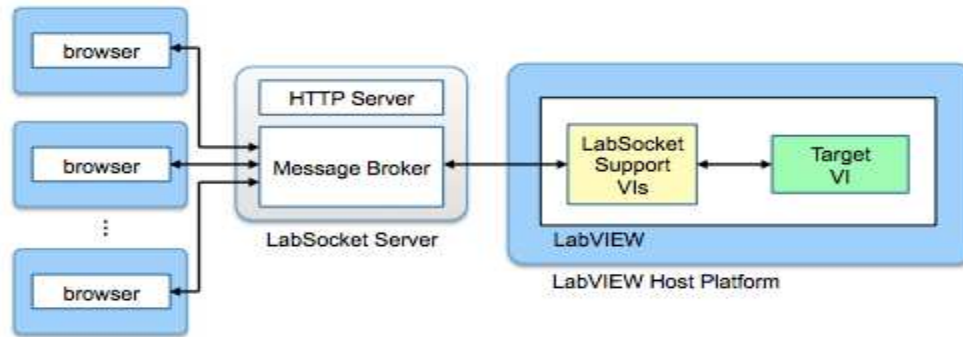 browser
browser
⋮
browser
HTTP Server
Message Broker
LabSocket Server
LabSocket
Support
VIs
Target
VI
LabVIEW
LabVIEW Host Platform